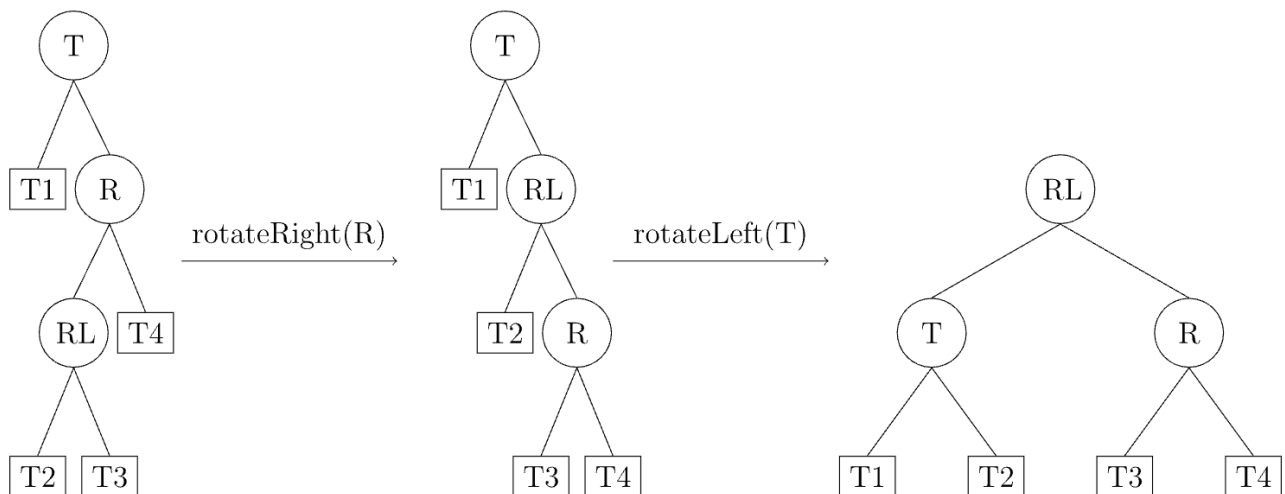 T
T1 R
RL T4
T2 T3
rotateRight(R)
T
T1 RL
T2 R
T3 T4
rotateLeft(T)
RL
T R
T1 T2 T3 T4